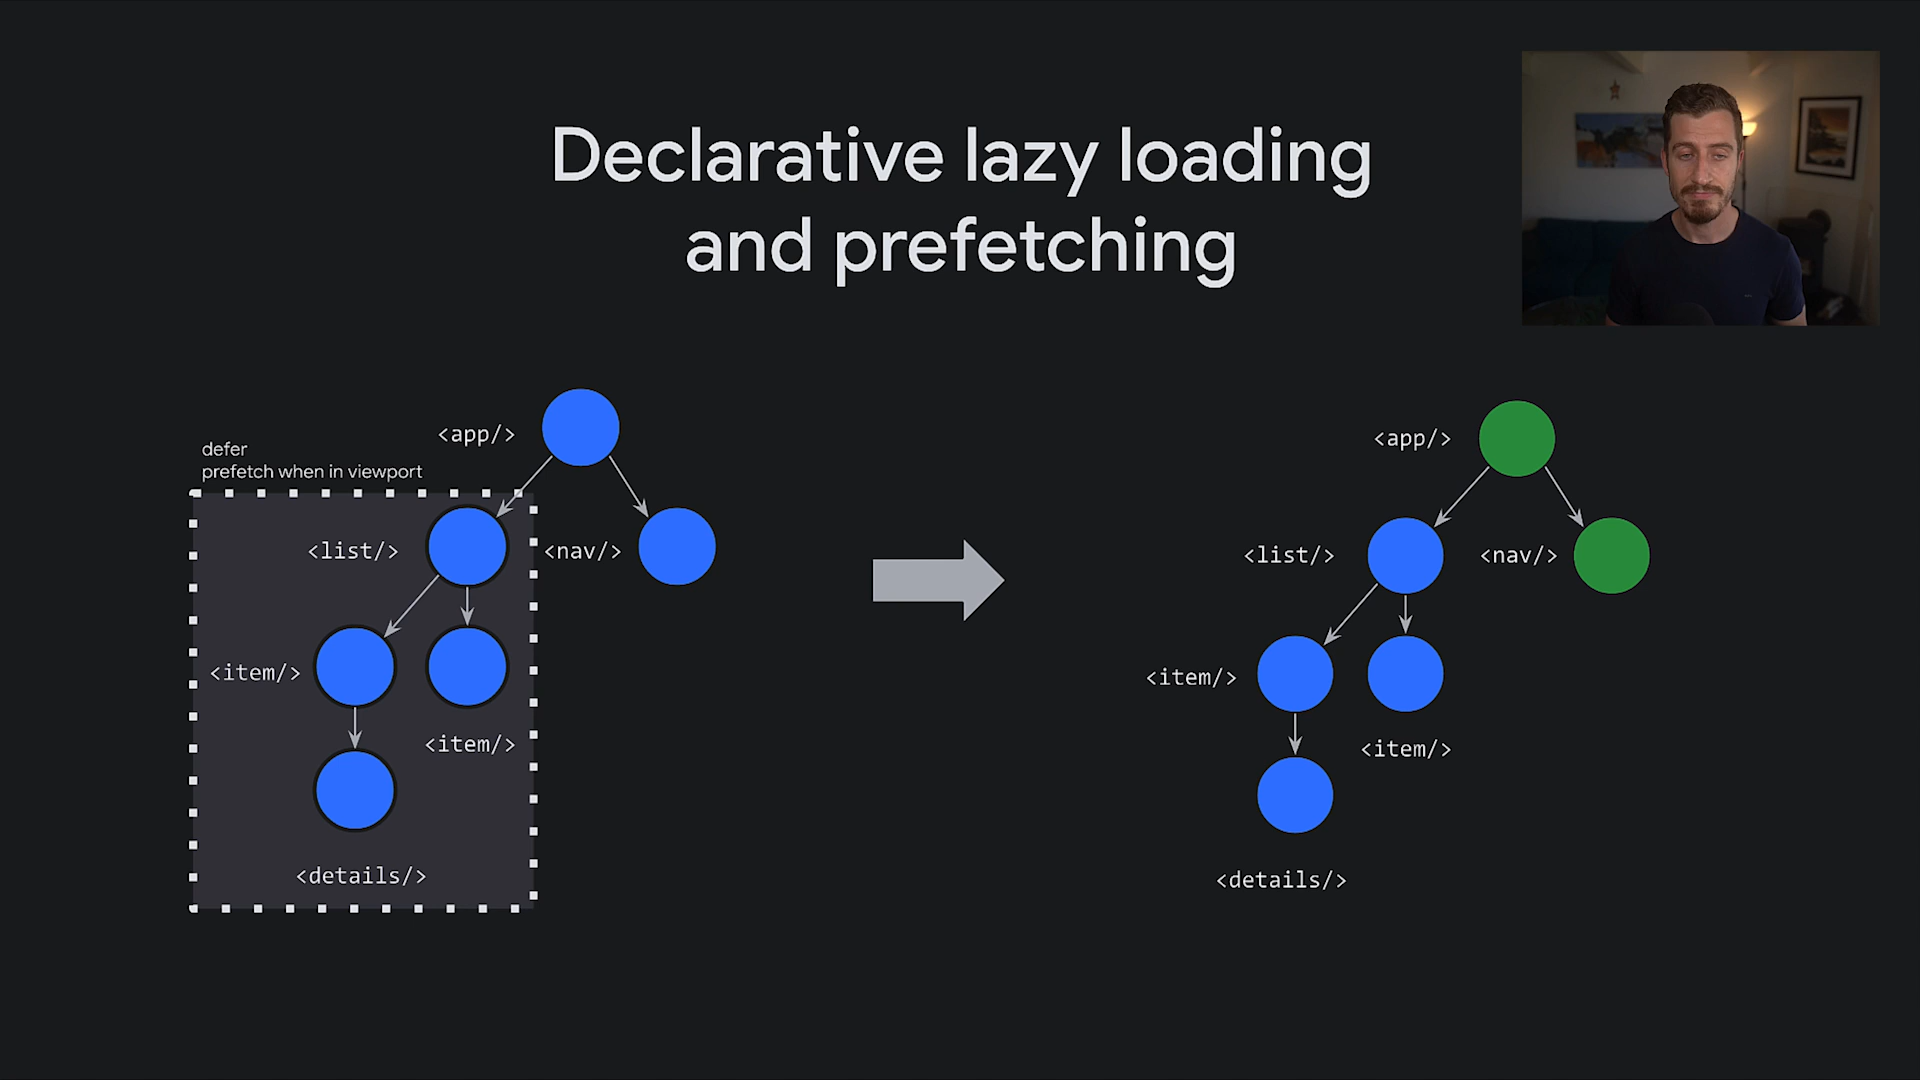 Declarative lazy loading
and prefetching
defer
prefetch when in viewport
<app/>
<list/>
<nav/>
<item/>
<item/>
<details/>
<app/>
<list/>
<nav/>
<item/>
<item/>
<details/>